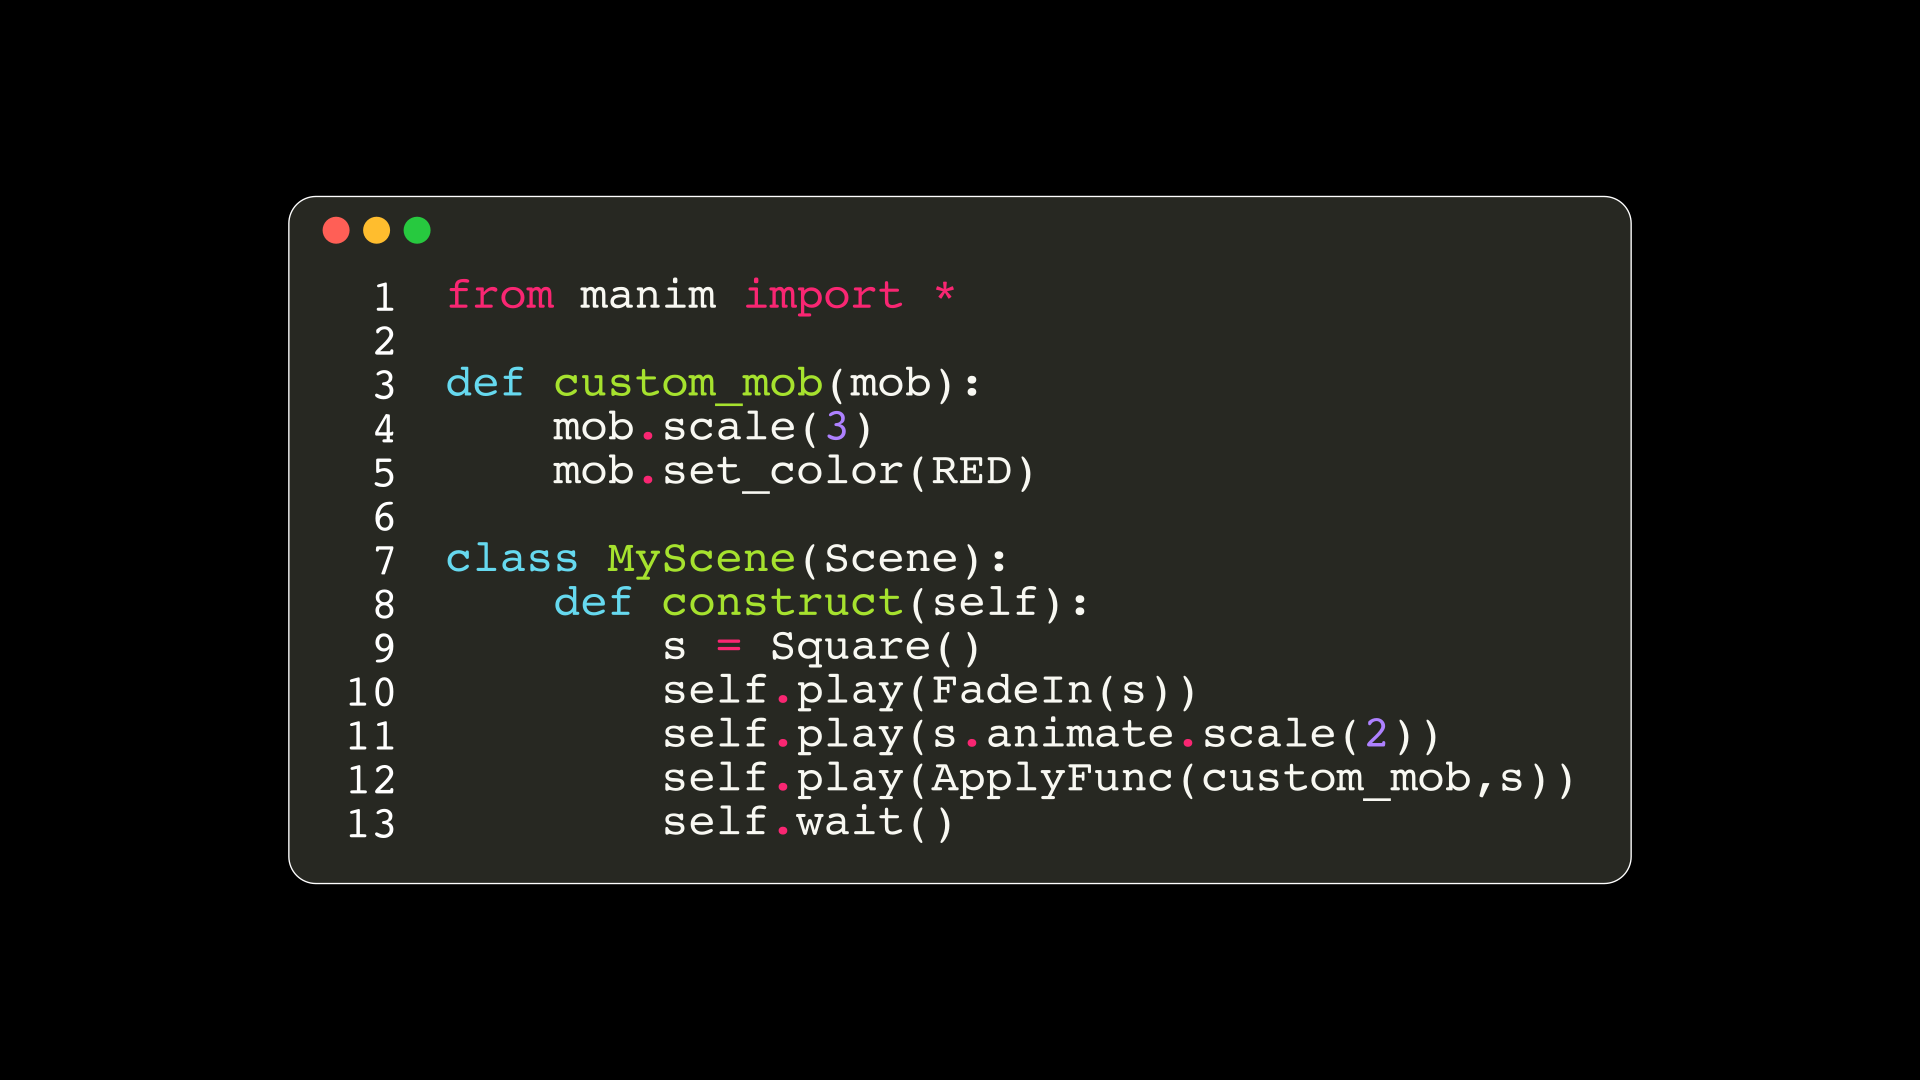 1 from manim import *
2
3 def custom_mob(mob):
4     mob.scale(3)
5     mob.set_color(RED)
6
7 class MyScene(Scene):
8     def construct(self):
9         s = Square()
10         self.play(FadeIn(s))
11         self.play(s.animate.scale(2))
12         self.play(ApplyFunc(custom_mob,s))
13         self.wait()